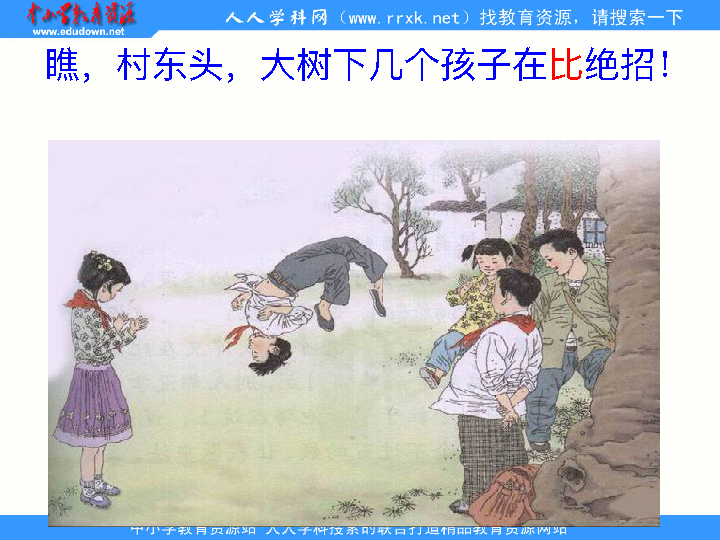 中小学教育资源
www.edudown.net
人人学科网（www.rrxk.net）找教育资源，请搜索一下
瞧，村东头，大树下几个孩子在比绝招！
中小学教育资源站 人人学科搜索的联合打造精品教育资源网站